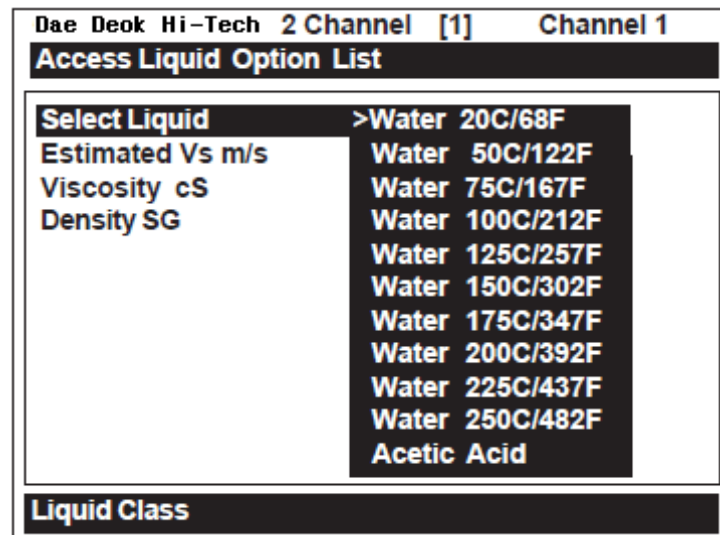 Dae Deok Hi-Tech 2 Channel [1] Channel 1
Access Liquid Option List
Select Liquid >Water 20C/68F
Estimated Vs m/s Water 50C/122F
Viscosity cS Water 75C/167F
Density SG Water 100C/212F
Water 125C/257F
Water 150C/302F
Water 175C/347F
Water 200C/392F
Water 225C/437F
Water 250C/482F
Acetic Acid
Liquid Class